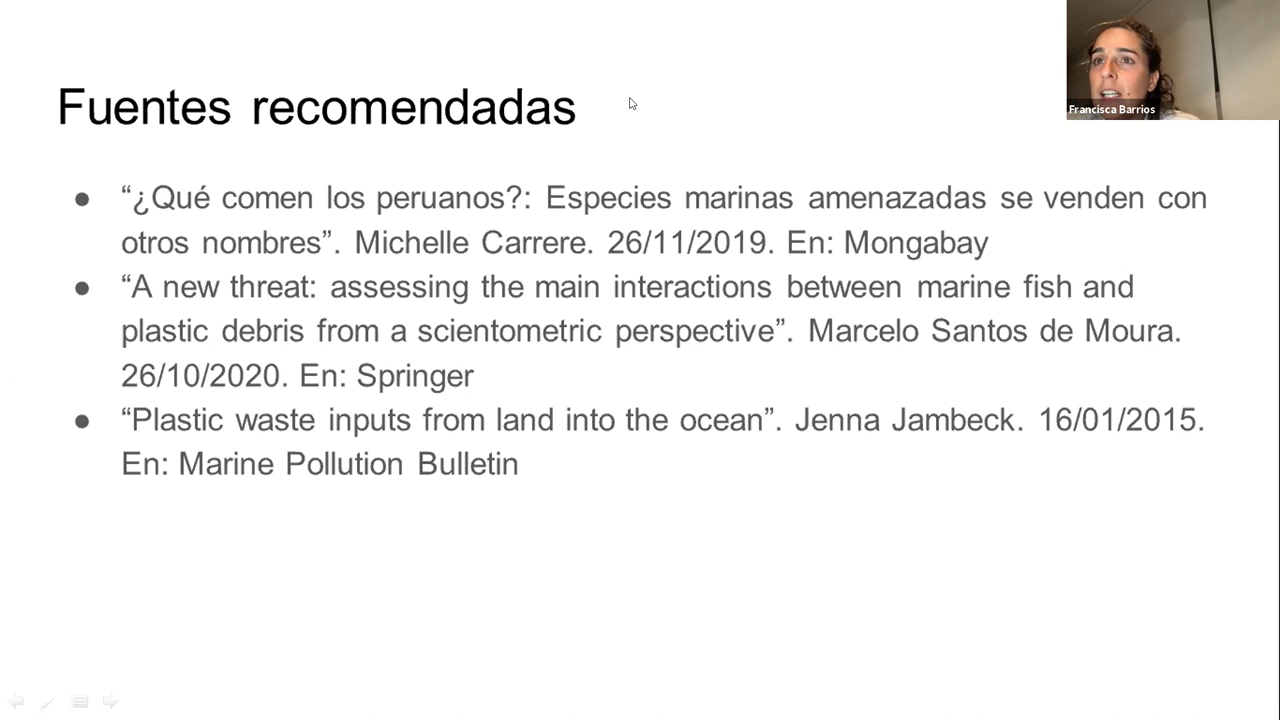 Francisca Barrios
Fuentes recomendadas
● “¿Qué comen los peruanos?: Especies marinas amenazadas se venden con
otros nombres”. Michelle Carrere. 26/11/2019. En: Mongabay
● “A new threat: assessing the main interactions between marine fish and
plastic debris from a scientometric perspective”. Marcelo Santos de Moura.
26/10/2020. En: Springer
● “Plastic waste inputs from land into the ocean”. Jenna Jambeck. 16/01/2015.
En: Marine Pollution Bulletin